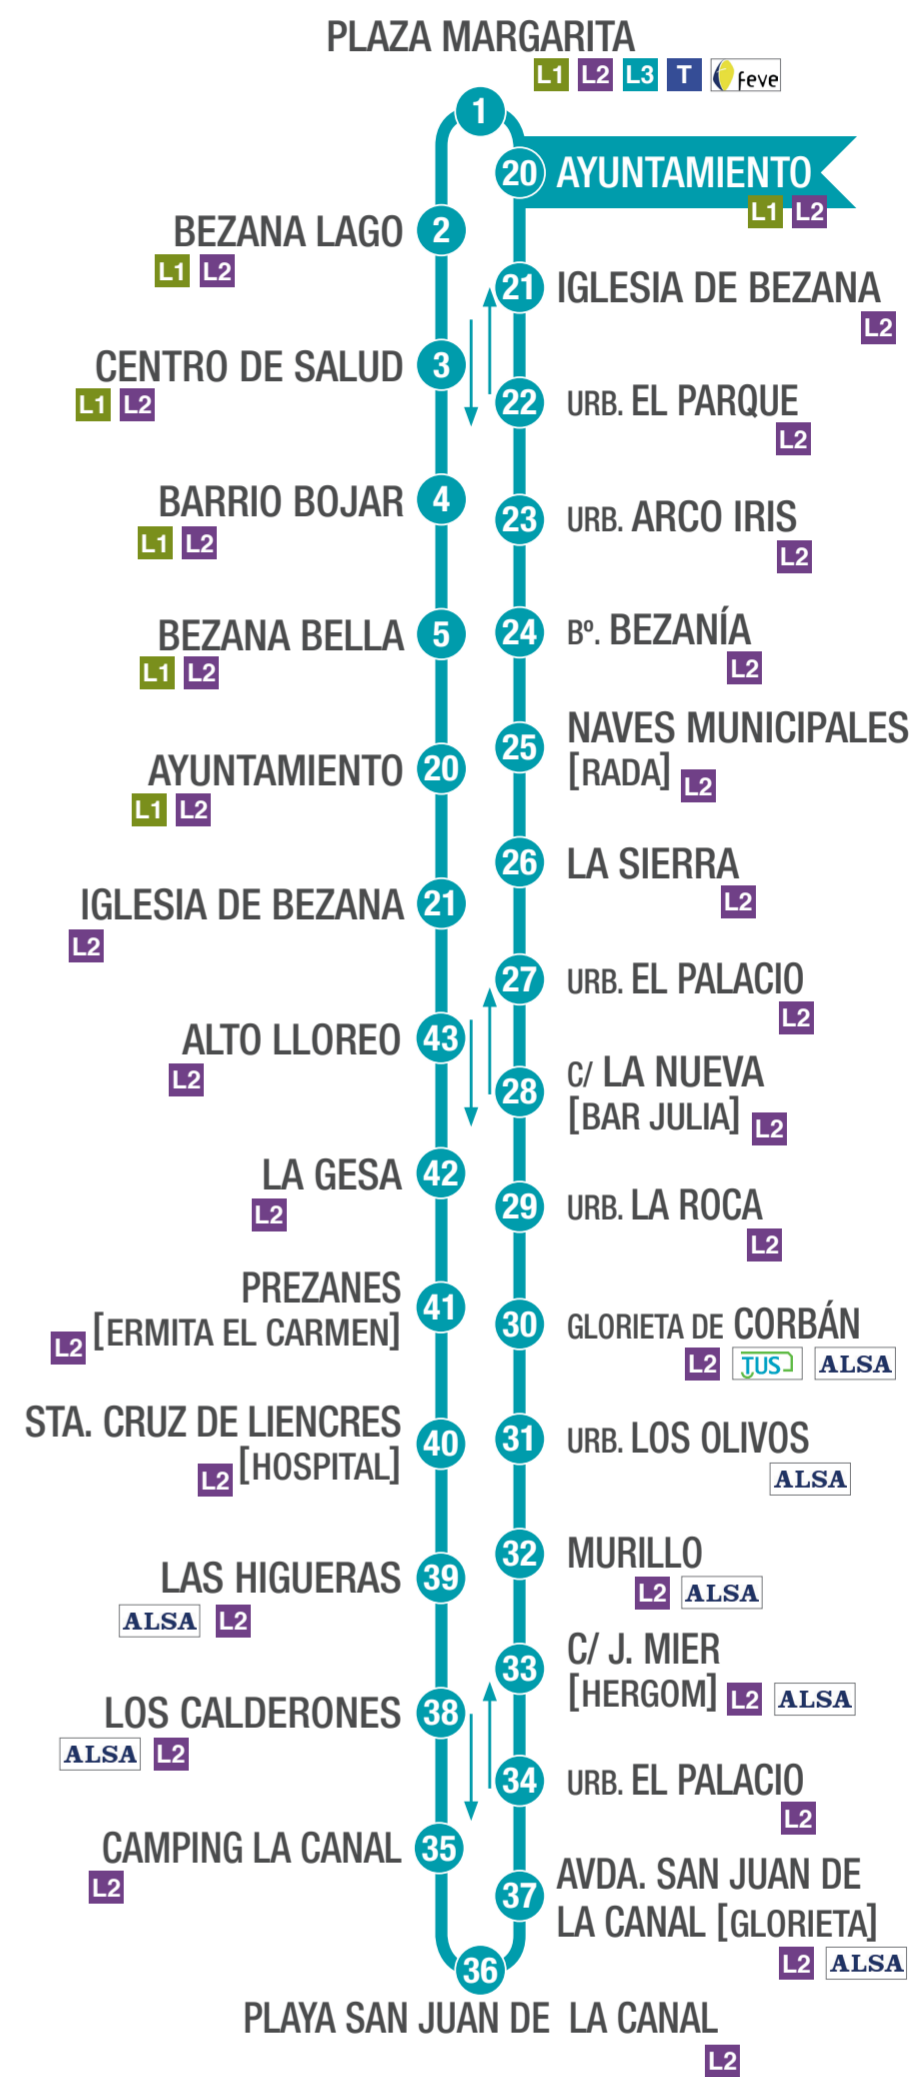 PLAZA MARGARITA
L1 L2 L3 T feve
1
20 AYUNTAMIENTO
L1 L2
BEZANA LAGO 2
L1 L2
21 IGLESIA DE BEZANA
L2
CENTRO DE SALUD 3
L1 L2
22 URB. EL PARQUE
L2
BARRIO BOJAR 4
L1 L2
23 URB. ARCO IRIS
L2
BEZANA BELLA 5
L1 L2
24 Bº. BEZANÍA
L2
25 NAVES MUNICIPALES
[RADA] L2
AYUNTAMIENTO 20
L1 L2
26 LA SIERRA
L2
IGLESIA DE BEZANA 21
L2
27 URB. EL PALACIO
L2
ALTO LLOREO 43
L2
28 C/ LA NUEVA
[BAR JULIA] L2
LA GESA 42
L2
29 URB. LA ROCA
L2
PREZANES 41
L2 [ERMITA EL CARMEN]
30 GLORIETA DE CORBÁN
L2 TUS ALSA
STA. CRUZ DE LIENCRES 40
L2 [HOSPITAL]
31 URB. LOS OLIVOS
ALSA
32 MURILLO
L2 ALSA
LAS HIGUERAS 39
ALSA L2
33 C/ J. MIER
[HERGOM] L2 ALSA
LOS CALDERONES 38
ALSA L2
34 URB. EL PALACIO
L2
CAMPING LA CANAL 35
L2
37 AVDA. SAN JUAN DE
LA CANAL [GLORIETA]
L2 ALSA
36
PLAYA SAN JUAN DE LA CANAL
L2